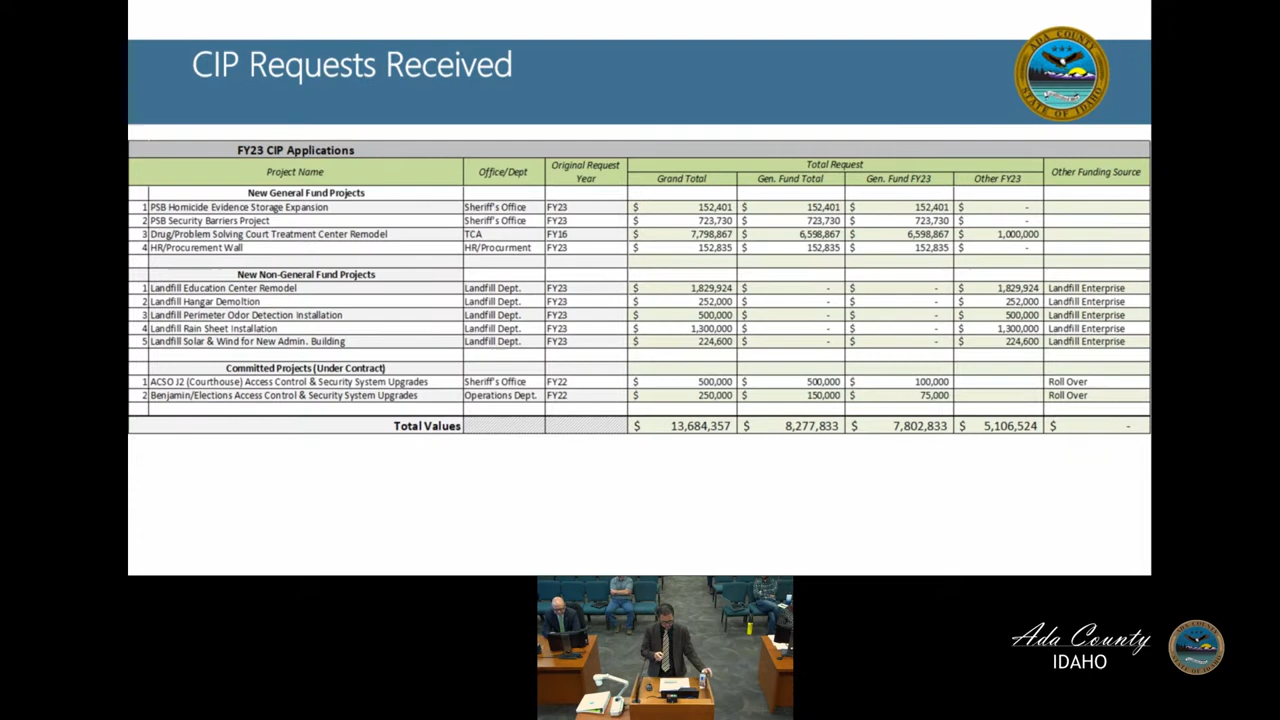 CIP Requests Received
ADA COUNTY
STATE OF IDAHO
FY23 CIP Applications
Project Name Office/Dept Original Request Year Total Request Other Funding Source
Grand Total Gen. Fund Total Gen. Fund FY23 Other FY23
New General Fund Projects
1 PSB Homicide Evidence Storage Expansion Sheriff's Office FY23 $ 152,401 $ 152,401 $ 152,401 $ -
2 PSB Security Barriers Project Sheriff's Office FY23 $ 723,730 $ 723,730 $ 723,730 $ -
3 Drug/Problem Solving Court Treatment Center Remodel TCA FY16 $ 7,798,867 $ 6,598,867 $ 6,598,867 $ 1,000,000
4 HR/Procurement Wall HR/Procurment FY23 $ 152,835 $ 152,835 $ 152,835 $ -
New Non-General Fund Projects
1 Landfill Education Center Remodel Landfill Dept. FY23 $ 1,829,924 $ - $ - $ 1,829,924 Landfill Enterprise
2 Landfill Hangar Demoltion Landfill Dept. FY23 $ 252,000 $ - $ - $ 252,000 Landfill Enterprise
3 Landfill Perimeter Odor Detection Installation Landfill Dept. FY23 $ 500,000 $ - $ - $ 500,000 Landfill Enterprise
4 Landfill Rain Sheet Installation Landfill Dept. FY23 $ 1,300,000 $ - $ - $ 1,300,000 Landfill Enterprise
5 Landfill Solar & Wind for New Admin. Building Landfill Dept. FY23 $ 224,600 $ - $ - $ 224,600 Landfill Enterprise
Committed Projects (Under Contract)
1 ACSO J2 (Courthouse) Access Control & Security System Upgrades Sheriff's Office FY22 $ 500,000 $ 500,000 $ 100,000 Roll Over
2 Benjamin/Elections Access Control & Security System Upgrades Operations Dept. FY22 $ 250,000 $ 150,000 $ 75,000 Roll Over
Total Values $ 13,684,357 $ 8,277,833 $ 7,802,833 $ 5,106,524 $ -
Ada County
IDAHO